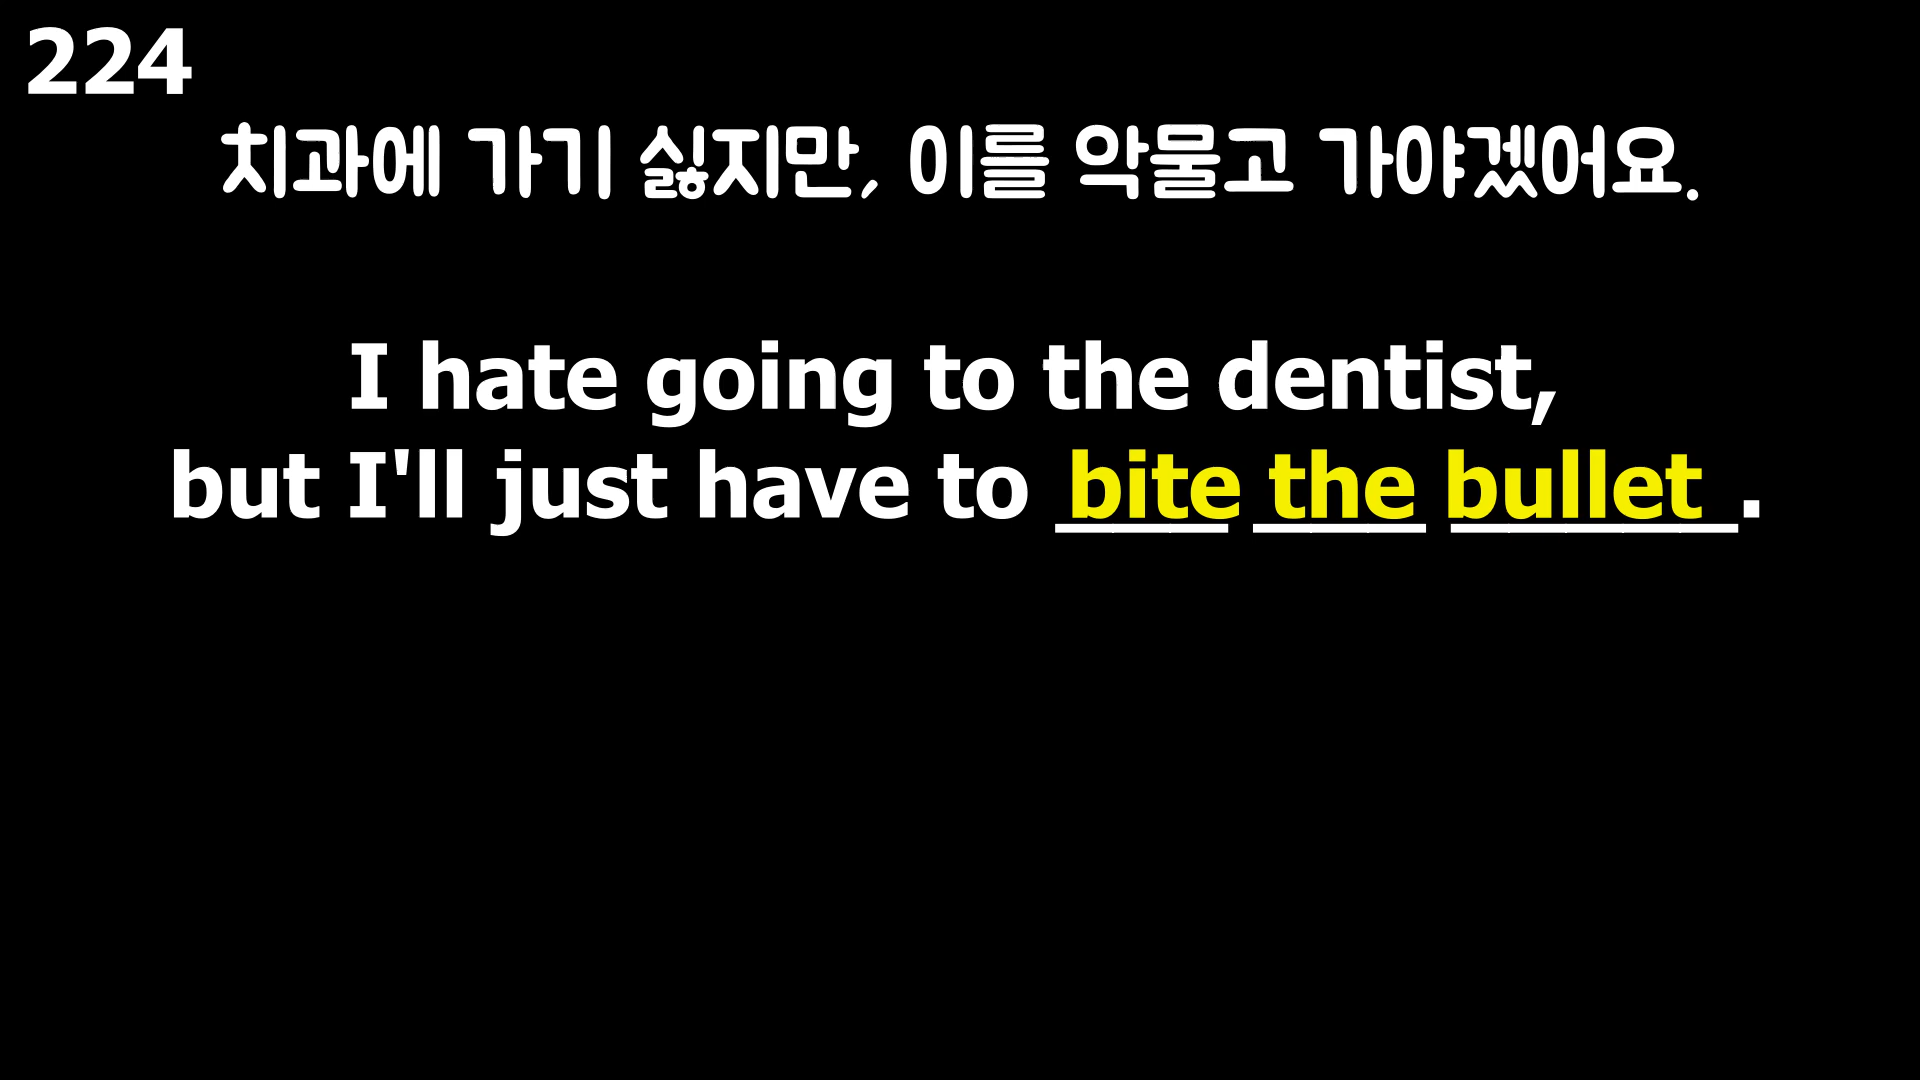 224
치과에 가기 싫지만, 이를 악물고 가야겠어요.
I hate going to the dentist,
but I'll just have to bite the bullet.